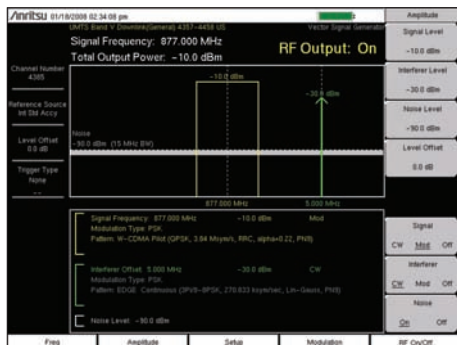 Anritsu 01/18/2008 02:34:08 pm
Amplitude
UMTS Band V Downlink(General) 4357-4458 US
Vector Signal Generator
Signal Frequency: 877.000 MHz
Total Output Power: -10.0 dBm
RF Output: On
Channel Number
4385
Reference Source
Int Std Accy
Level Offset
0.0 dB
Trigger Type
None
--
-10.0 dBm
-30.0 dBm
Noise
-90.0 dBm (15 MHz BW)
877.000 MHz
5.000 MHz
Signal Frequency: 877.000 MHz -10.0 dBm Mod
Modulation Type: PSK
Pattern: W-CDMA Pilot (QPSK, 3.84 Msym/s, RRC, alpha=0.22, PN9)
Interferer Offset: 5.000 MHz -30.0 dBm CW
Modulation Type: PSK
Pattern: EDGE Continuous (3PI/8-8PSK, 270.833 ksym/sec, Lin-Gauss, PN9)
Noise Level: -90.0 dBm
Signal Level
-10.0 dBm
Interferer Level
-30.0 dBm
Noise Level
-90.0 dBm
Level Offset
0.0 dB
Signal
CW Mod Off
Interferer
CW Mod Off
Noise
On Off
Freq Amplitude Setup Modulation RF On/Off